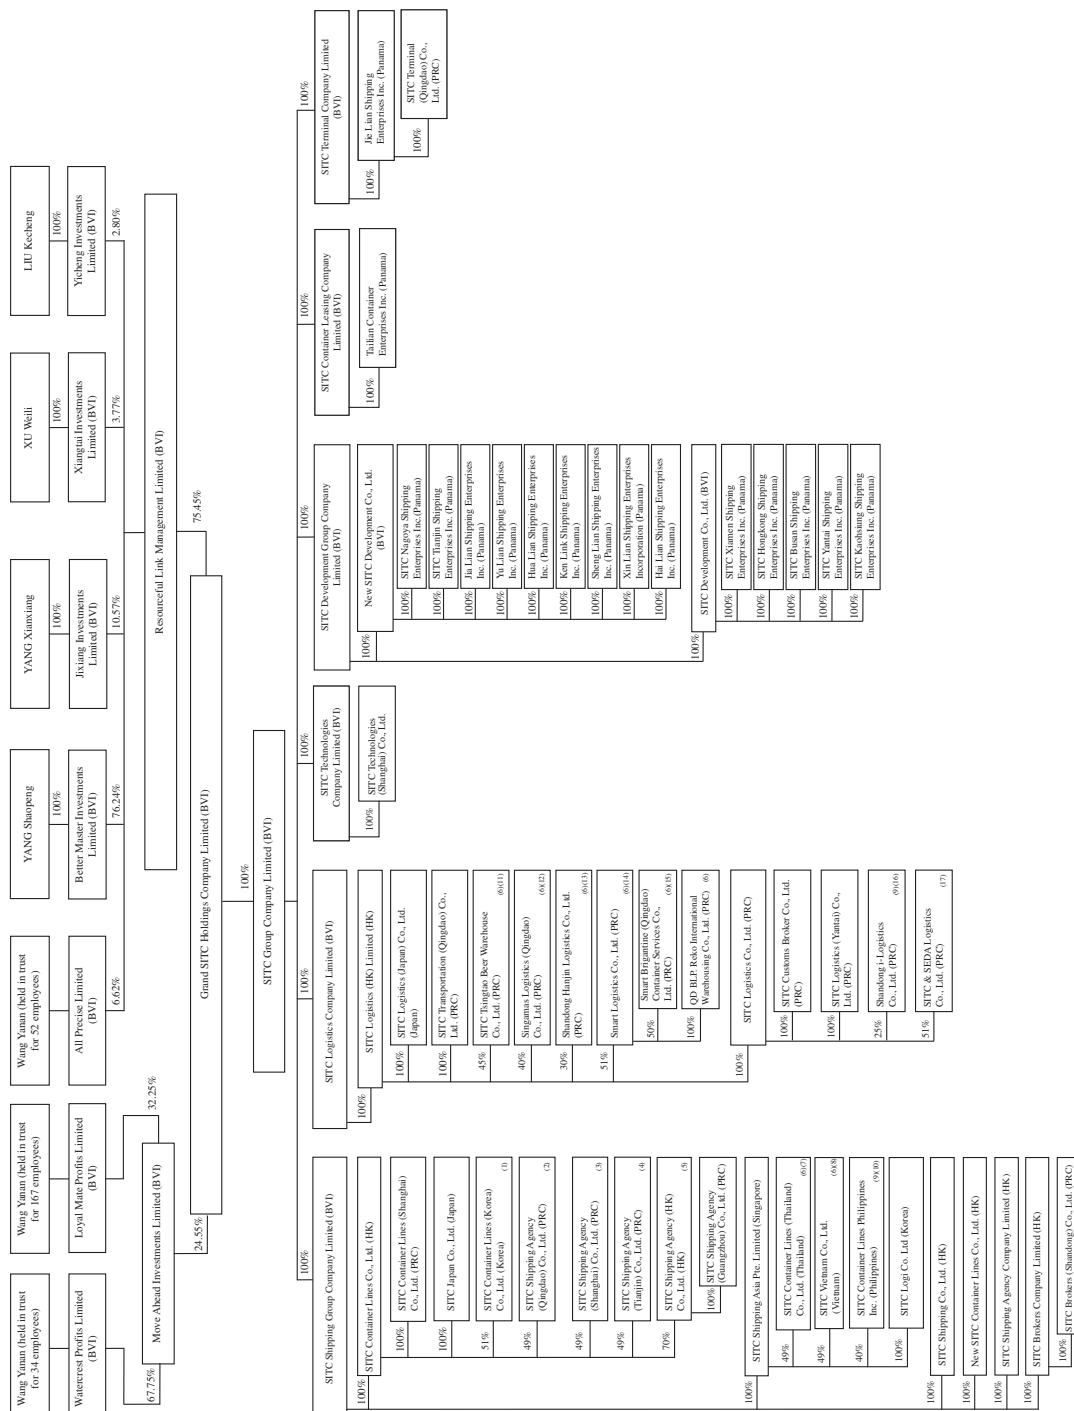 Wang Yanan (held in trust
for 34 employees)
Wang Yanan (held in trust
for 167 employees)
Wang Yanan (held in trust
for 52 employees)
YANG Shaopeng
YANG Xianxiang
XU Weili
LIU Kecheng
100%
100%
100%
100%
Watercrest Profits Limited
(BVI)
Loyal Mate Profits Limited
(BVI)
All Precise Limited
(BVI)
Better Master Investments
Limited (BVI)
Jixiang Investments
Limited (BVI)
Xiangtai Investments
Limited (BVI)
Yicheng Investments
Limited (BVI)
67.75%
32.25%
6.62%
76.24%
10.57%
3.77%
2.80%
Move Ahead Investments Limited (BVI)
Resourceful Link Management Limited (BVI)
24.55%
75.45%
Grand SITC Holdings Company Limited (BVI)
100%
SITC Group Company Limited (BVI)
100%
100%
100%
100%
100%
100%
SITC Shipping Group Company Limited (BVI)
100%
SITC Container Lines Co., Ltd. (HK)
100%
SITC Container Lines (Shanghai)
Co., Ltd. (PRC)
100%
SITC Japan Co., Ltd. (Japan)
51%
SITC Container Lines (Korea)
Co., Ltd. (Korea)
(1)
49%
SITC Shipping Agency
(Qingdao) Co., Ltd. (PRC)
(2)
49%
SITC Shipping Agency
(Shanghai) Co., Ltd. (PRC)
(3)
49%
SITC Shipping Agency
(Tianjin) Co., Ltd. (PRC)
(4)
70%
SITC Shipping Agency (HK)
Co., Ltd. (HK)
(5)
100%
SITC Shipping Agency
(Guangzhou) Co., Ltd. (PRC)
100%
SITC Shipping Asia Pte. Limited (Singapore)
49%
SITC Container Lines (Thailand)
Co., Ltd. (Thailand)
(6)(7)
49%
SITC Vietnam Co., Ltd.
(Vietnam)
(6)(8)
40%
SITC Container Lines Philippines
Inc. (Philippines)
(9)(10)
100%
SITC Logi Co. Ltd (Korea)
100%
SITC Shipping Co., Ltd. (HK)
100%
New SITC Container Lines Co., Ltd. (HK)
100%
SITC Shipping Agency Company Limited (HK)
100%
SITC Brokers Company Limited (HK)
100%
SITC Brokers (Shandong) Co., Ltd. (PRC)
SITC Logistics Company Limited (BVI)
100%
SITC Logistics (HK) Limited (HK)
100%
SITC Logistics (Japan) Co., Ltd.
(Japan)
100%
SITC Transportation (Qingdao) Co.,
Ltd. (PRC)
45%
SITC Tsingtao Beer Warehouse
Co., Ltd. (PRC)
(6)(11)
40%
Singamas Logistics (Qingdao)
Co., Ltd. (PRC)
(6)(12)
30%
Shandong Hanjin Logistics Co., Ltd.
(PRC)
(6)(13)
51%
Smart Logistics Co., Ltd. (PRC)
(6)(14)
50%
Smart Brigantine (Qingdao)
Container Services Co.,
Ltd. (PRC)
(6)(15)
100%
QD BLP. Reko International
Warehousing Co., Ltd. (PRC)
(6)
100%
SITC Logistics Co., Ltd. (PRC)
100%
SITC Customs Broker Co., Ltd.
(PRC)
100%
SITC Logistics (Yantai) Co.,
Ltd. (PRC)
25%
Shandong i-Logistics
Co., Ltd. (PRC)
(9)(16)
51%
SITC & SEDA Logistics
Co., Ltd. (PRC)
(17)
SITC Technologies
Company Limited (BVI)
100%
SITC Technologies
(Shanghai) Co., Ltd.
SITC Development Group Company
Limited (BVI)
100%
New SITC Development Co., Ltd.
(BVI)
100%
SITC Nagoya Shipping
Enterprises Inc.(Panama)
100%
SITC Tianjin Shipping
Enterprises Inc. (Panama)
100%
Jia Lian Shipping Enterprises
Inc. (Panama)
100%
Yu Lian Shipping Enterprises
Inc. (Panama)
100%
Hua Lian Shipping Enterprises
Inc. (Panama)
100%
Ken Link Shipping Enterprises
Inc. (Panama)
100%
Sheng Lian Shipping Enterprises
Inc. (Panama)
100%
Xin Lian Shipping Enterprises
Incorporation (Panama)
100%
Hai Lian Shipping Enterprises
Inc. (Panama)
100%
SITC Development Co., Ltd. (BVI)
100%
SITC Xiamen Shipping
Enterprises Inc. (Panama)
100%
SITC Hongkong Shipping
Enterprises Inc. (Panama)
100%
SITC Busan Shipping
Enterprises Inc. (Panama)
100%
SITC Yantai Shipping
Enterprises Inc. (Panama)
100%
SITC Kaohsiung Shipping
Enterprises Inc. (Panama)
SITC Container Leasing Company
Limited (BVI)
100%
Tailian Container
Enterprises Inc. (Panama)
SITC Terminal Company Limited
(BVI)
100%
Jie Lian Shipping
Enterprises Inc. (Panama)
100%
SITC Terminal
(Qingdao) Co.,
Ltd. (PRC)